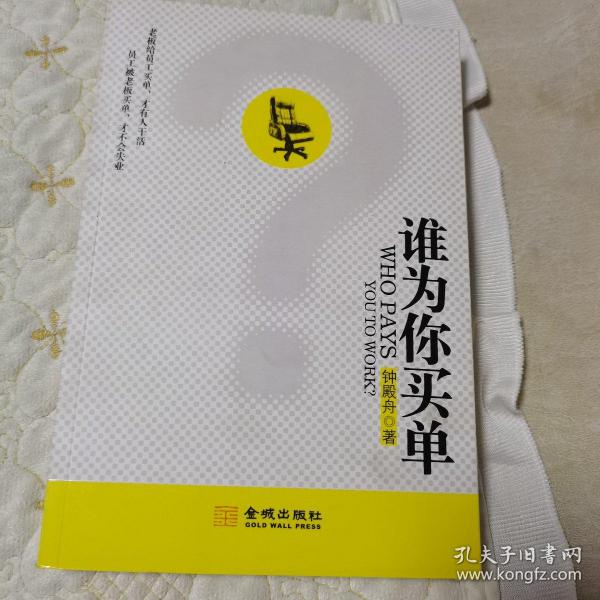 老板给员工买单，才有人干活
员工被老板买单，才不会失业
谁为你买单
WHO PAYS
YOU TO WORK?
钟殿舟◎著
金城出版社
GOLD WALL PRESS
孔夫子旧书网
www.kongfz.com